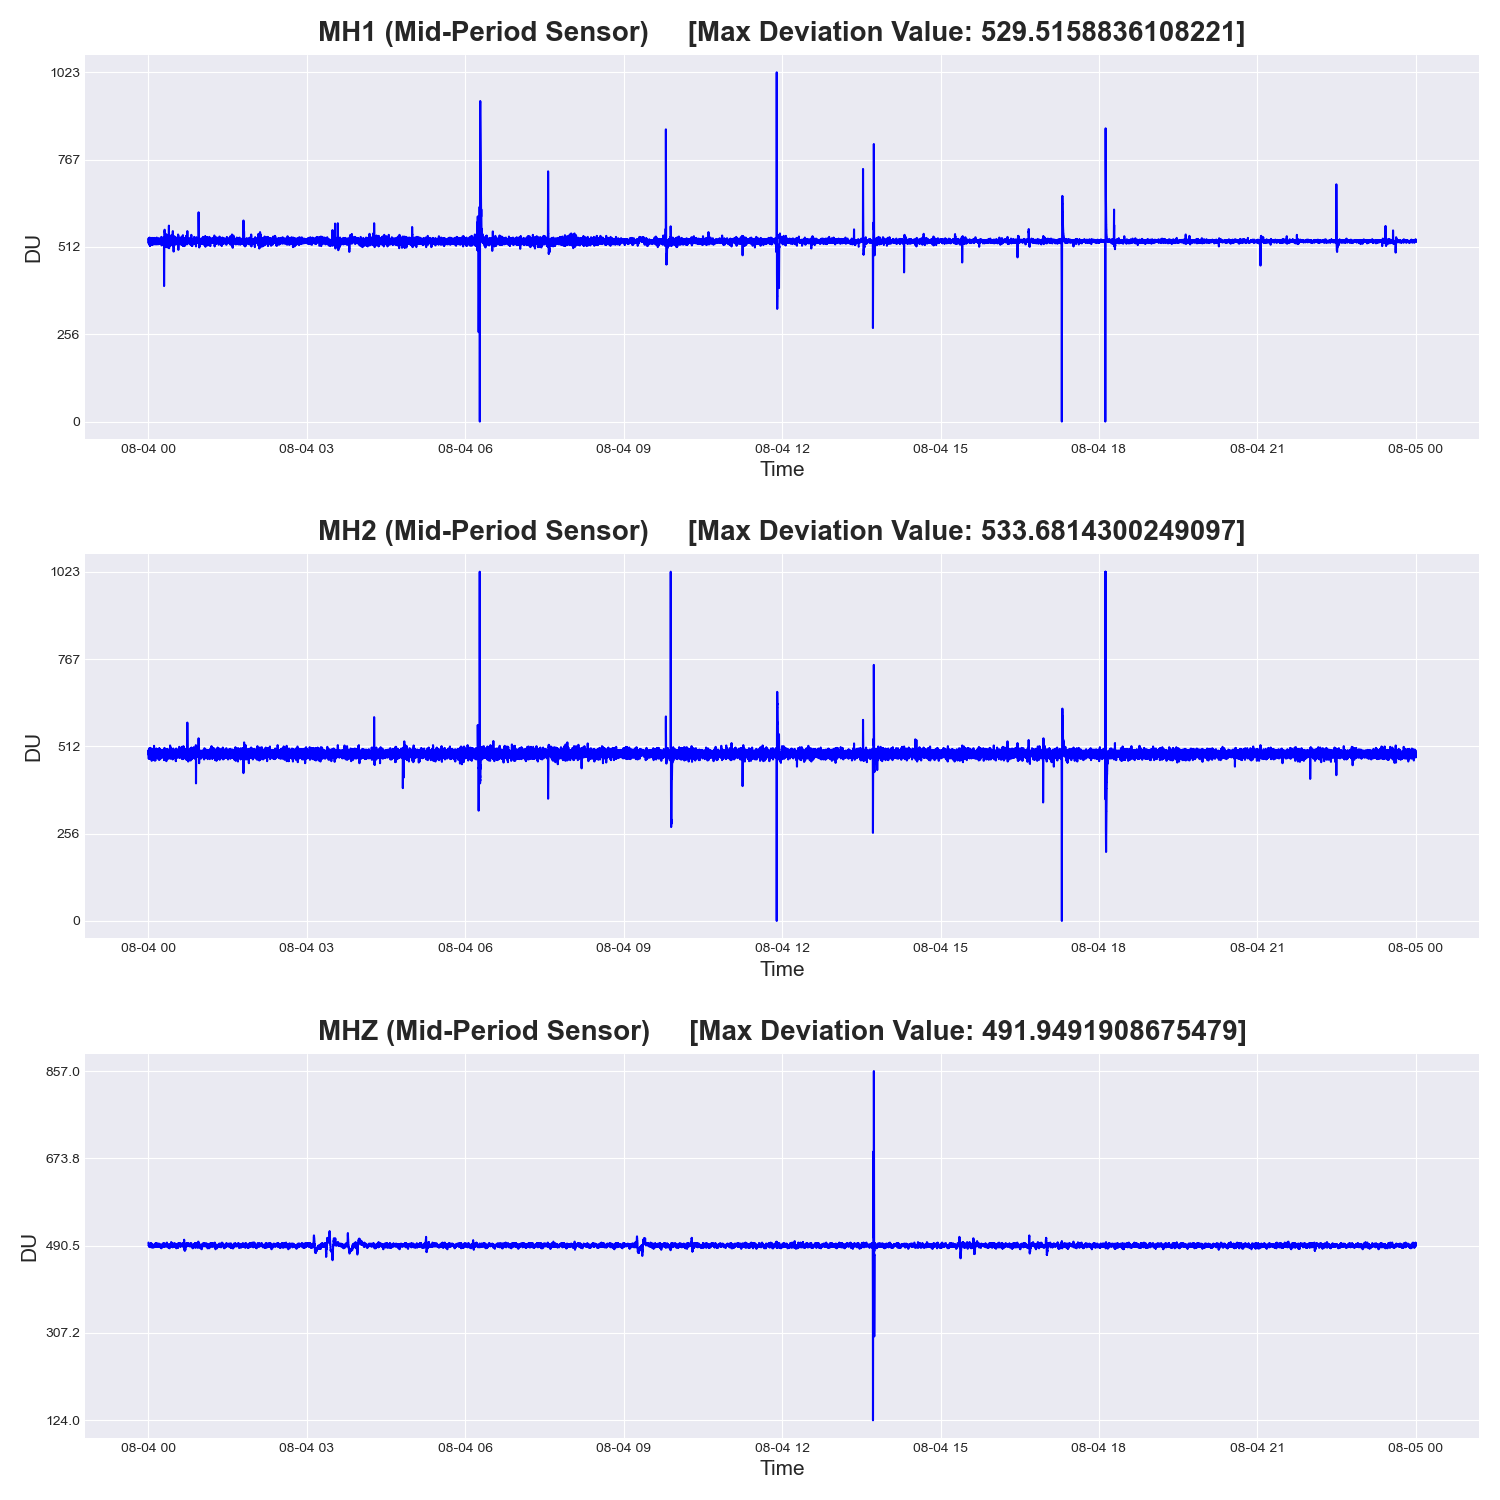 MH1 (Mid-Period Sensor) [Max Deviation Value: 529.5158836108221]
1023
767
512
256
0
DU
08-04 00 08-04 03 08-04 06 08-04 09 08-04 12 08-04 15 08-04 18 08-04 21 08-05 00
Time
MH2 (Mid-Period Sensor) [Max Deviation Value: 533.6814300249097]
1023
767
512
256
0
DU
08-04 00 08-04 03 08-04 06 08-04 09 08-04 12 08-04 15 08-04 18 08-04 21 08-05 00
Time
MHZ (Mid-Period Sensor) [Max Deviation Value: 491.9491908675479]
857.0
673.8
490.5
307.2
124.0
DU
08-04 00 08-04 03 08-04 06 08-04 09 08-04 12 08-04 15 08-04 18 08-04 21 08-05 00
Time